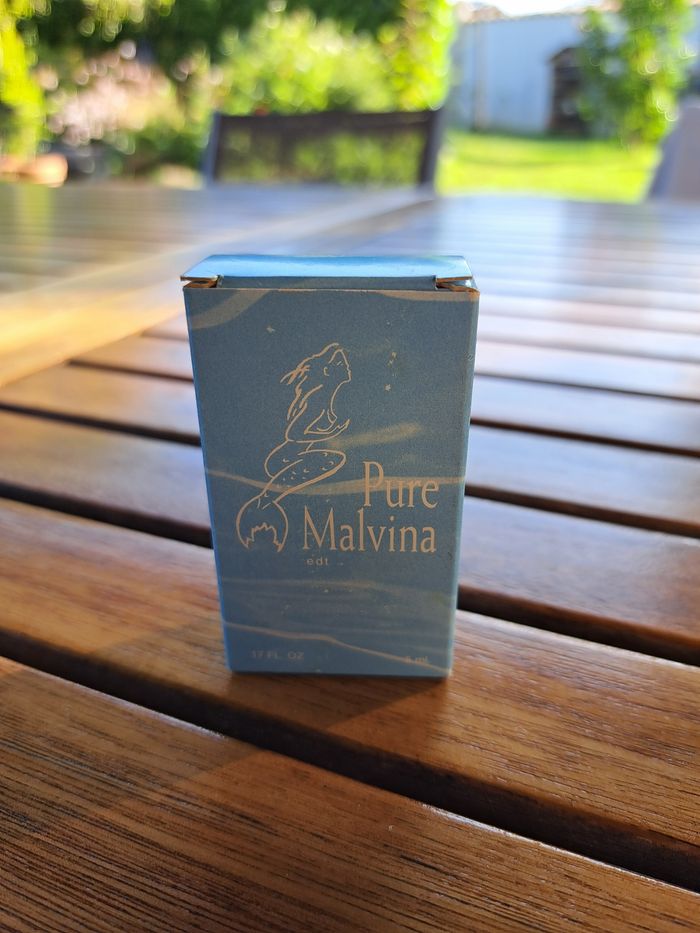 Pure
Malvina
edt
17 FL. OZ
5 ml